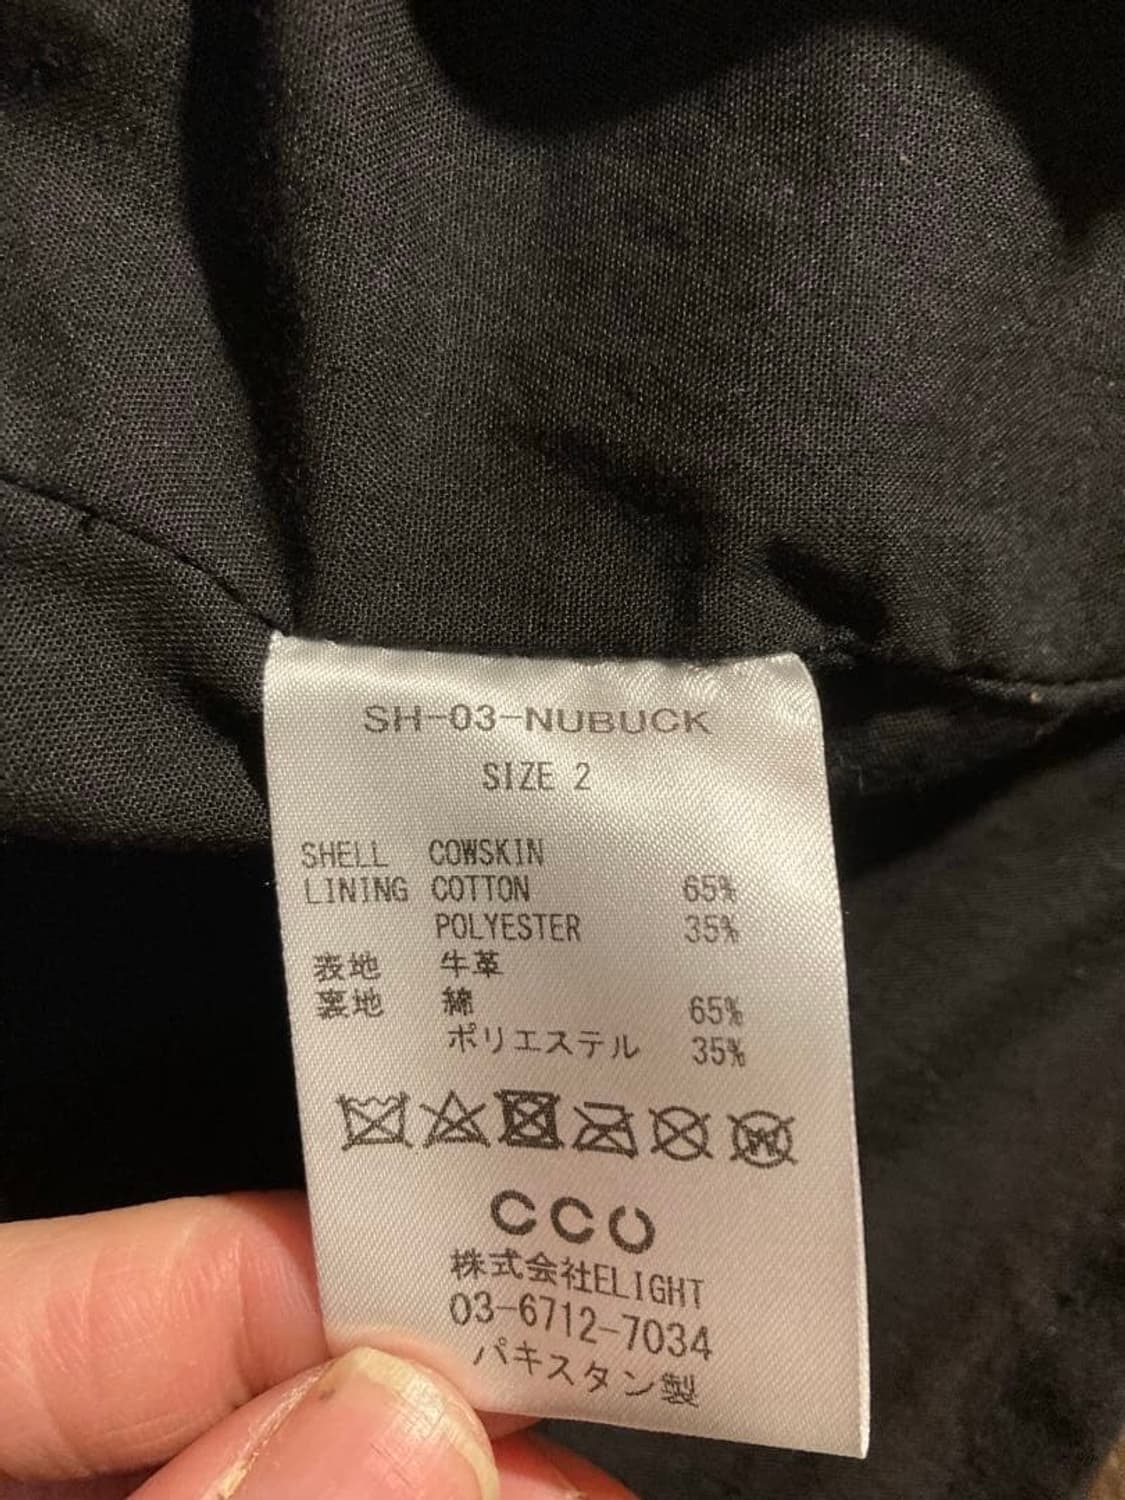 SH-03-NUBUCK
SIZE 2
SHELL COWSKIN
LINING COTTON 65%
POLYESTER 35%
表地 牛革
裏地 綿 65%
ポリエステル 35%
W
CCU
株式会社ELIGHT
03-6712-7034
パキスタン製